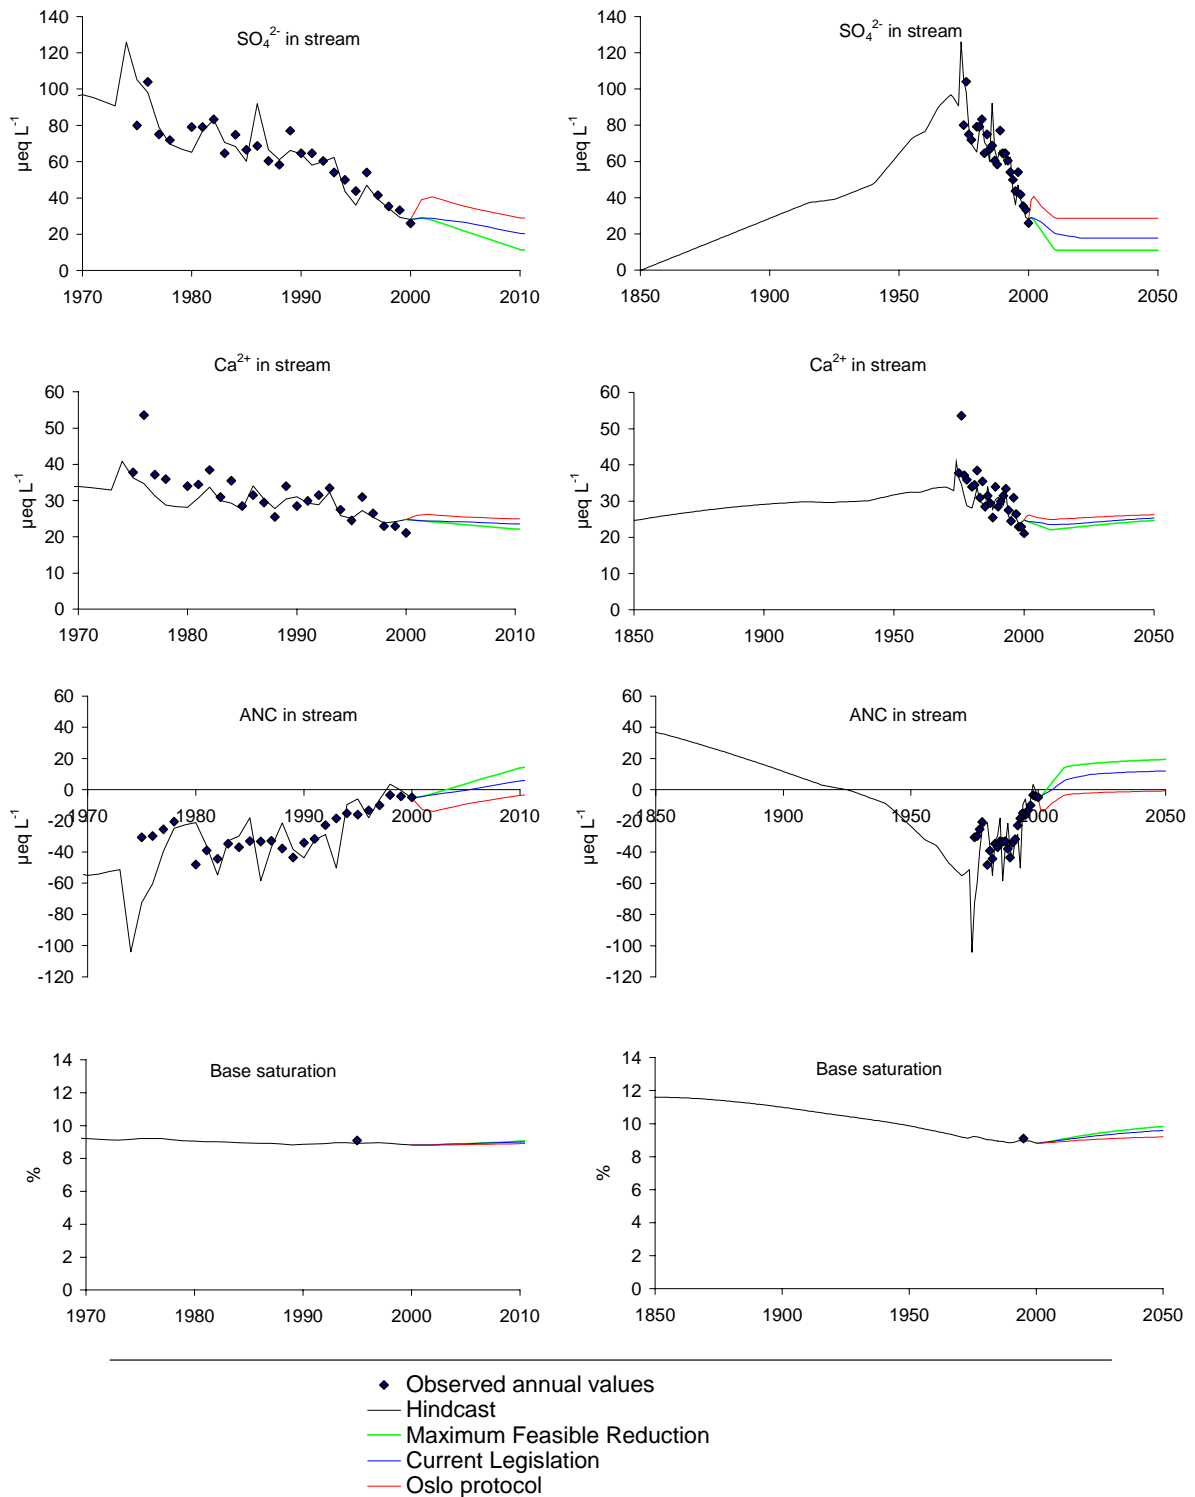 SO₄²⁻ in stream
µeq L⁻¹
140
120
100
80
60
40
20
0
1970 1980 1990 2000 2010
SO₄²⁻ in stream
µeq L⁻¹
140
120
100
80
60
40
20
0
1850 1900 1950 2000 2050
Ca²⁺ in stream
µeq L⁻¹
60
50
40
30
20
10
0
1970 1980 1990 2000 2010
Ca²⁺ in stream
µeq L⁻¹
60
50
40
30
20
10
0
1850 1900 1950 2000 2050
ANC in stream
µeq L⁻¹
60
40
20
0
-20
-40
-60
-80
-100
-120
1970 1980 1990 2000 2010
ANC in stream
µeq L⁻¹
60
40
20
0
-20
-40
-60
-80
-100
-120
1850 1900 1950 2000 2050
Base saturation
%
14
12
10
8
6
4
2
0
1970 1980 1990 2000 2010
Base saturation
%
14
12
10
8
6
4
2
0
1850 1900 1950 2000 2050
Observed annual values
Hindcast
Maximum Feasible Reduction
Current Legislation
Oslo protocol